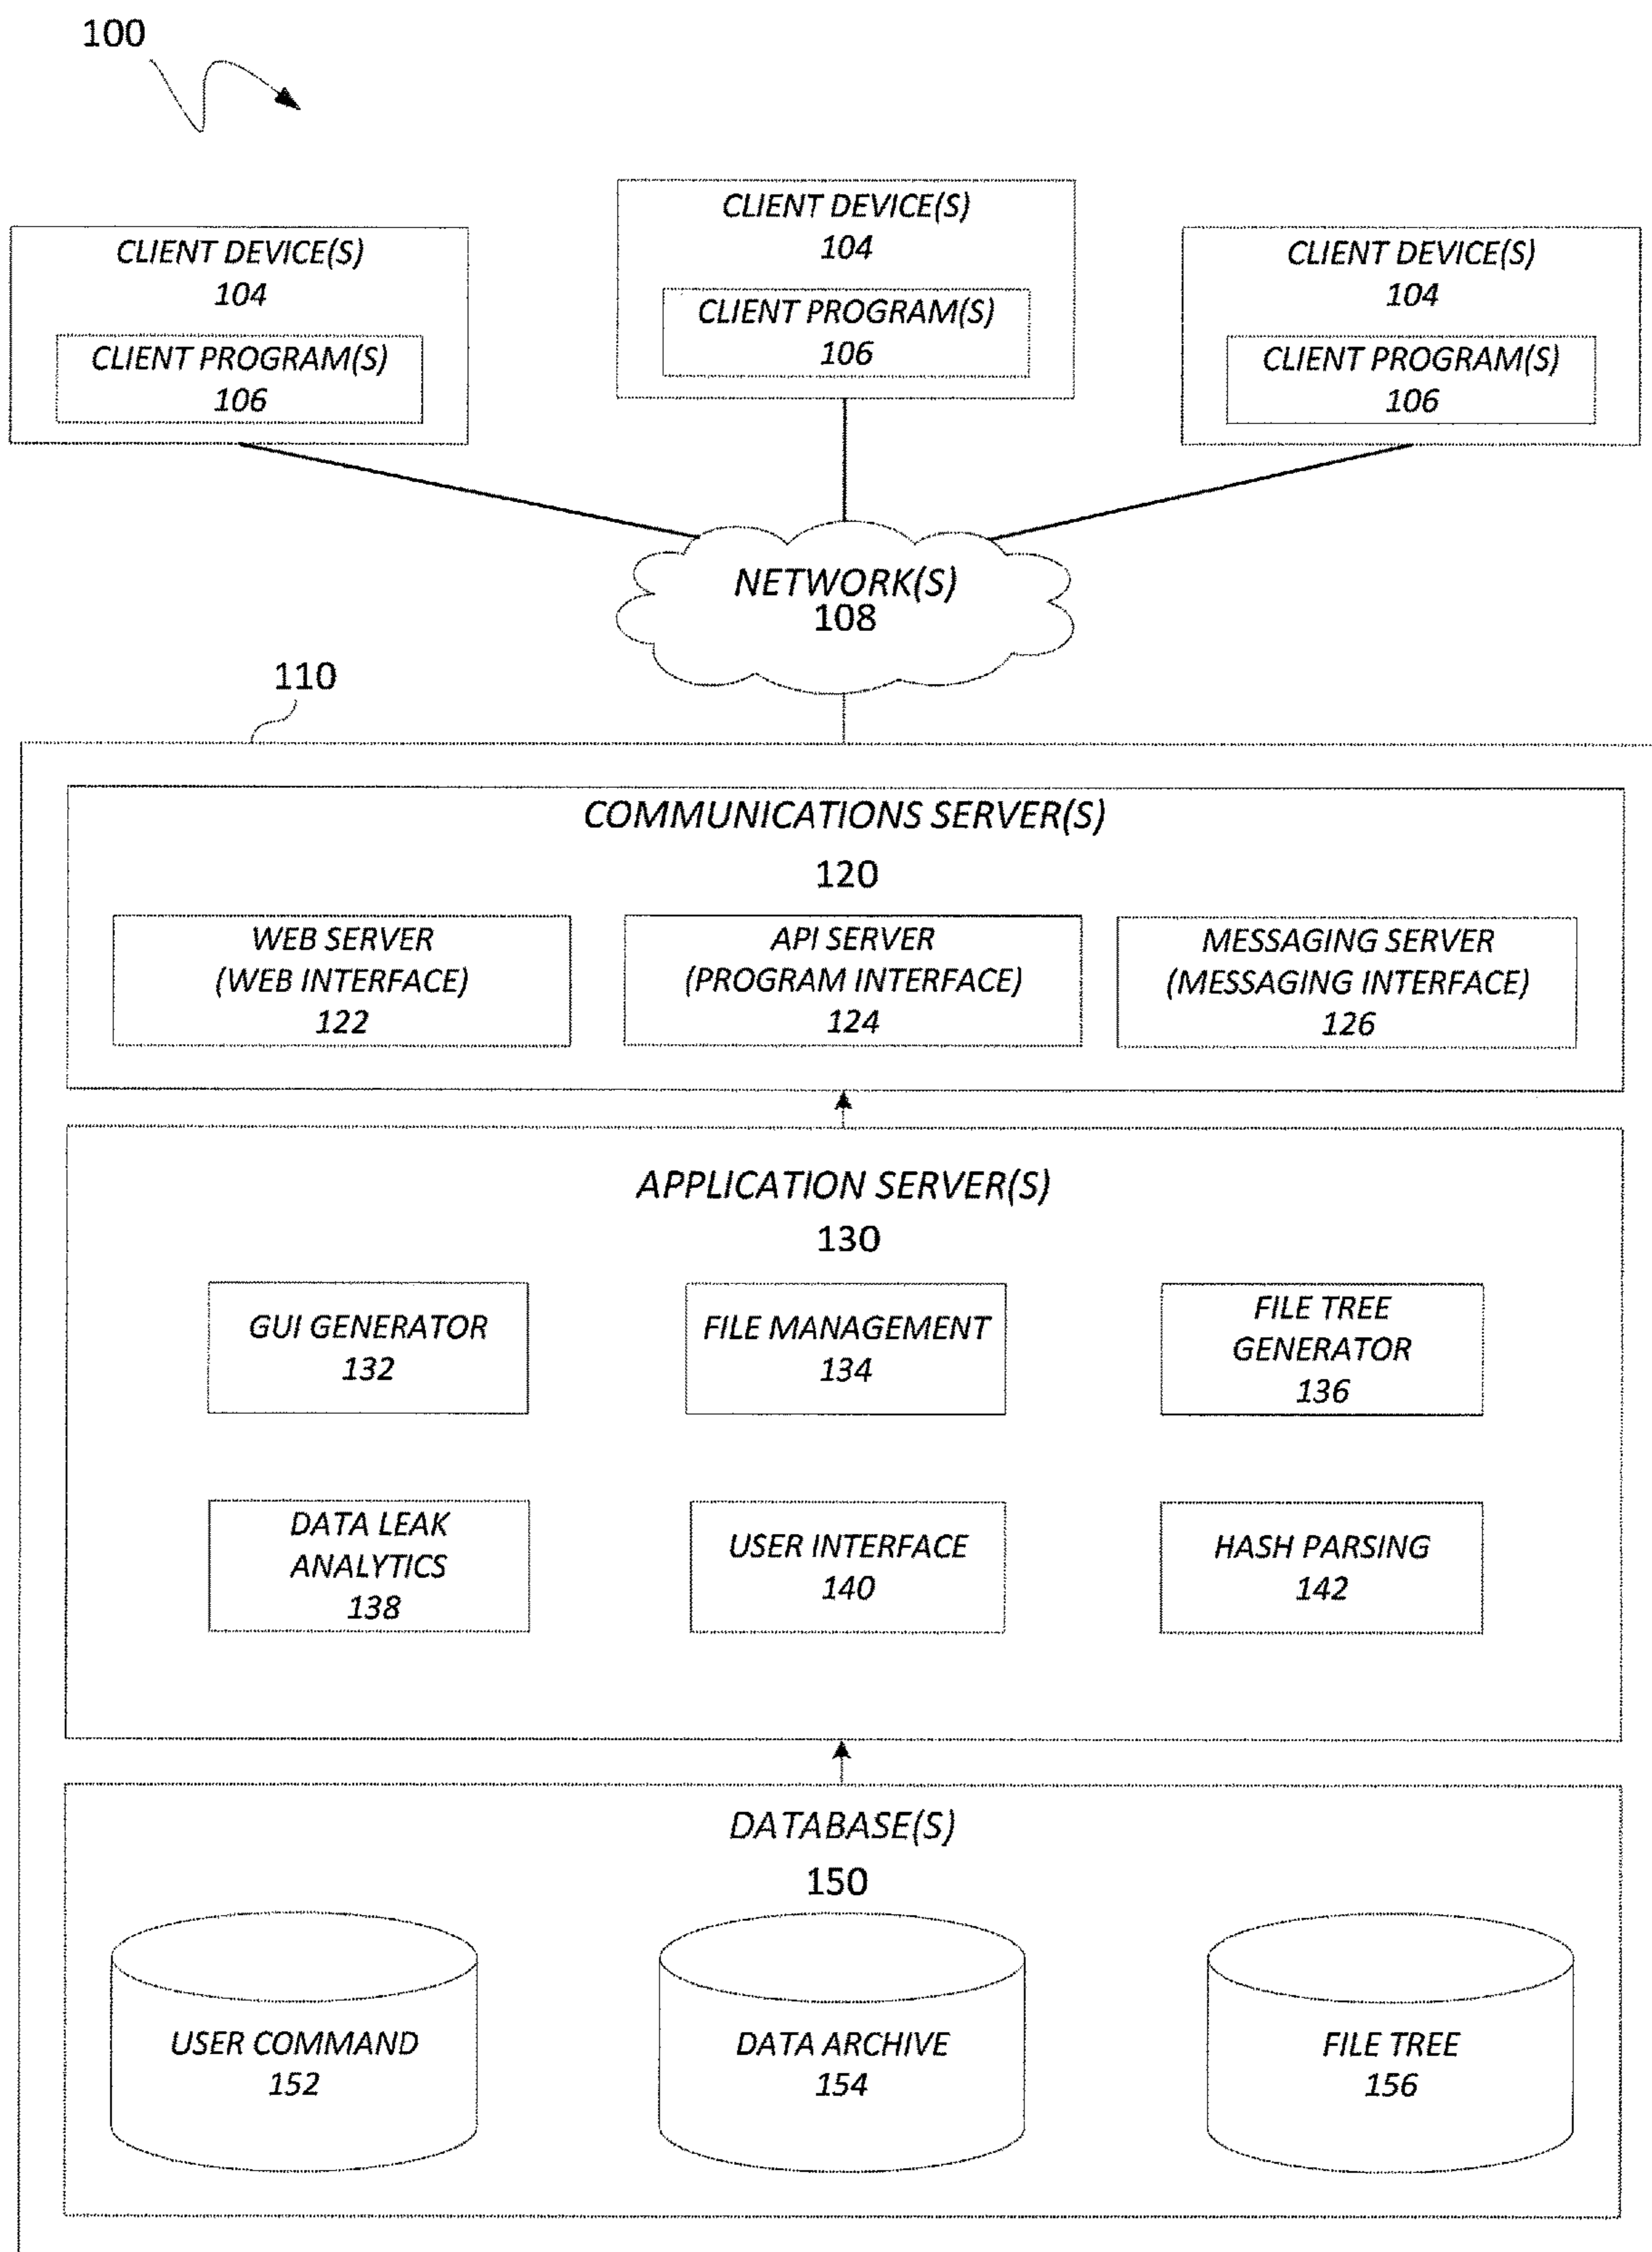 100
CLIENT DEVICE(S)
104
CLIENT PROGRAM(S)
106
CLIENT DEVICE(S)
104
CLIENT PROGRAM(S)
106
CLIENT DEVICE(S)
104
CLIENT PROGRAM(S)
106
NETWORK(S)
108
110
COMMUNICATIONS SERVER(S)
120
WEB SERVER
(WEB INTERFACE)
122
API SERVER
(PROGRAM INTERFACE)
124
MESSAGING SERVER
(MESSAGING INTERFACE)
126
APPLICATION SERVER(S)
130
GUI GENERATOR
132
FILE MANAGEMENT
134
FILE TREE
GENERATOR
136
DATA LEAK
ANALYTICS
138
USER INTERFACE
140
HASH PARSING
142
DATABASE(S)
150
USER COMMAND
152
DATA ARCHIVE
154
FILE TREE
156